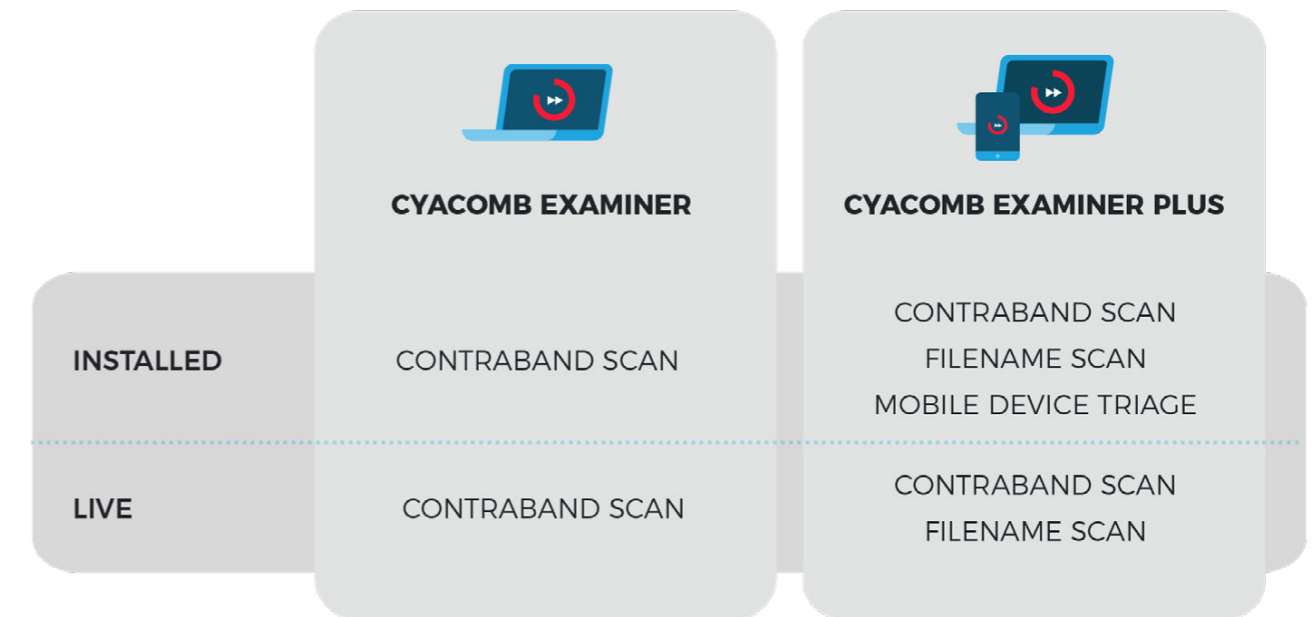 CYACOMB EXAMINER
CYACOMB EXAMINER PLUS
INSTALLED
CONTRABAND SCAN
CONTRABAND SCAN
FILENAME SCAN
MOBILE DEVICE TRIAGE
LIVE
CONTRABAND SCAN
CONTRABAND SCAN
FILENAME SCAN